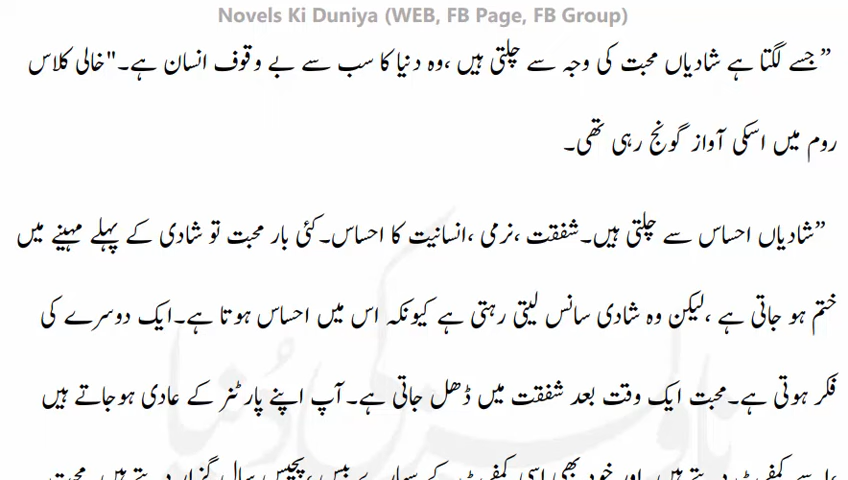 Novels Ki Duniya (WEB, FB Page, FB Group)
”جسے لگتا ہے شادیاں محبت کی وجہ سے چلتی ہیں ،وہ دنیا کا سب سے بے وقوف انسان ہے۔"خالی کلاس
روم میں اسکی آواز گونج رہی تھی۔
”شادیاں احساس سے چلتی ہیں۔شفقت ،نرمی ،انسانیت کا احساس۔کئی بار محبت تو شادی کے پہلے مہینے میں
ختم ہو جاتی ہے ،لیکن وہ شادی سانس لیتی رہتی ہے کیونکہ اس میں احساس ہوتا ہے۔ایک دوسرے کی
فکر ہوتی ہے۔محبت ایک وقت بعد شفقت میں ڈھل جاتی ہے۔آپ اپنے پارٹنر کے عادی ہوجاتے ہیں
ناولز کی دنیا